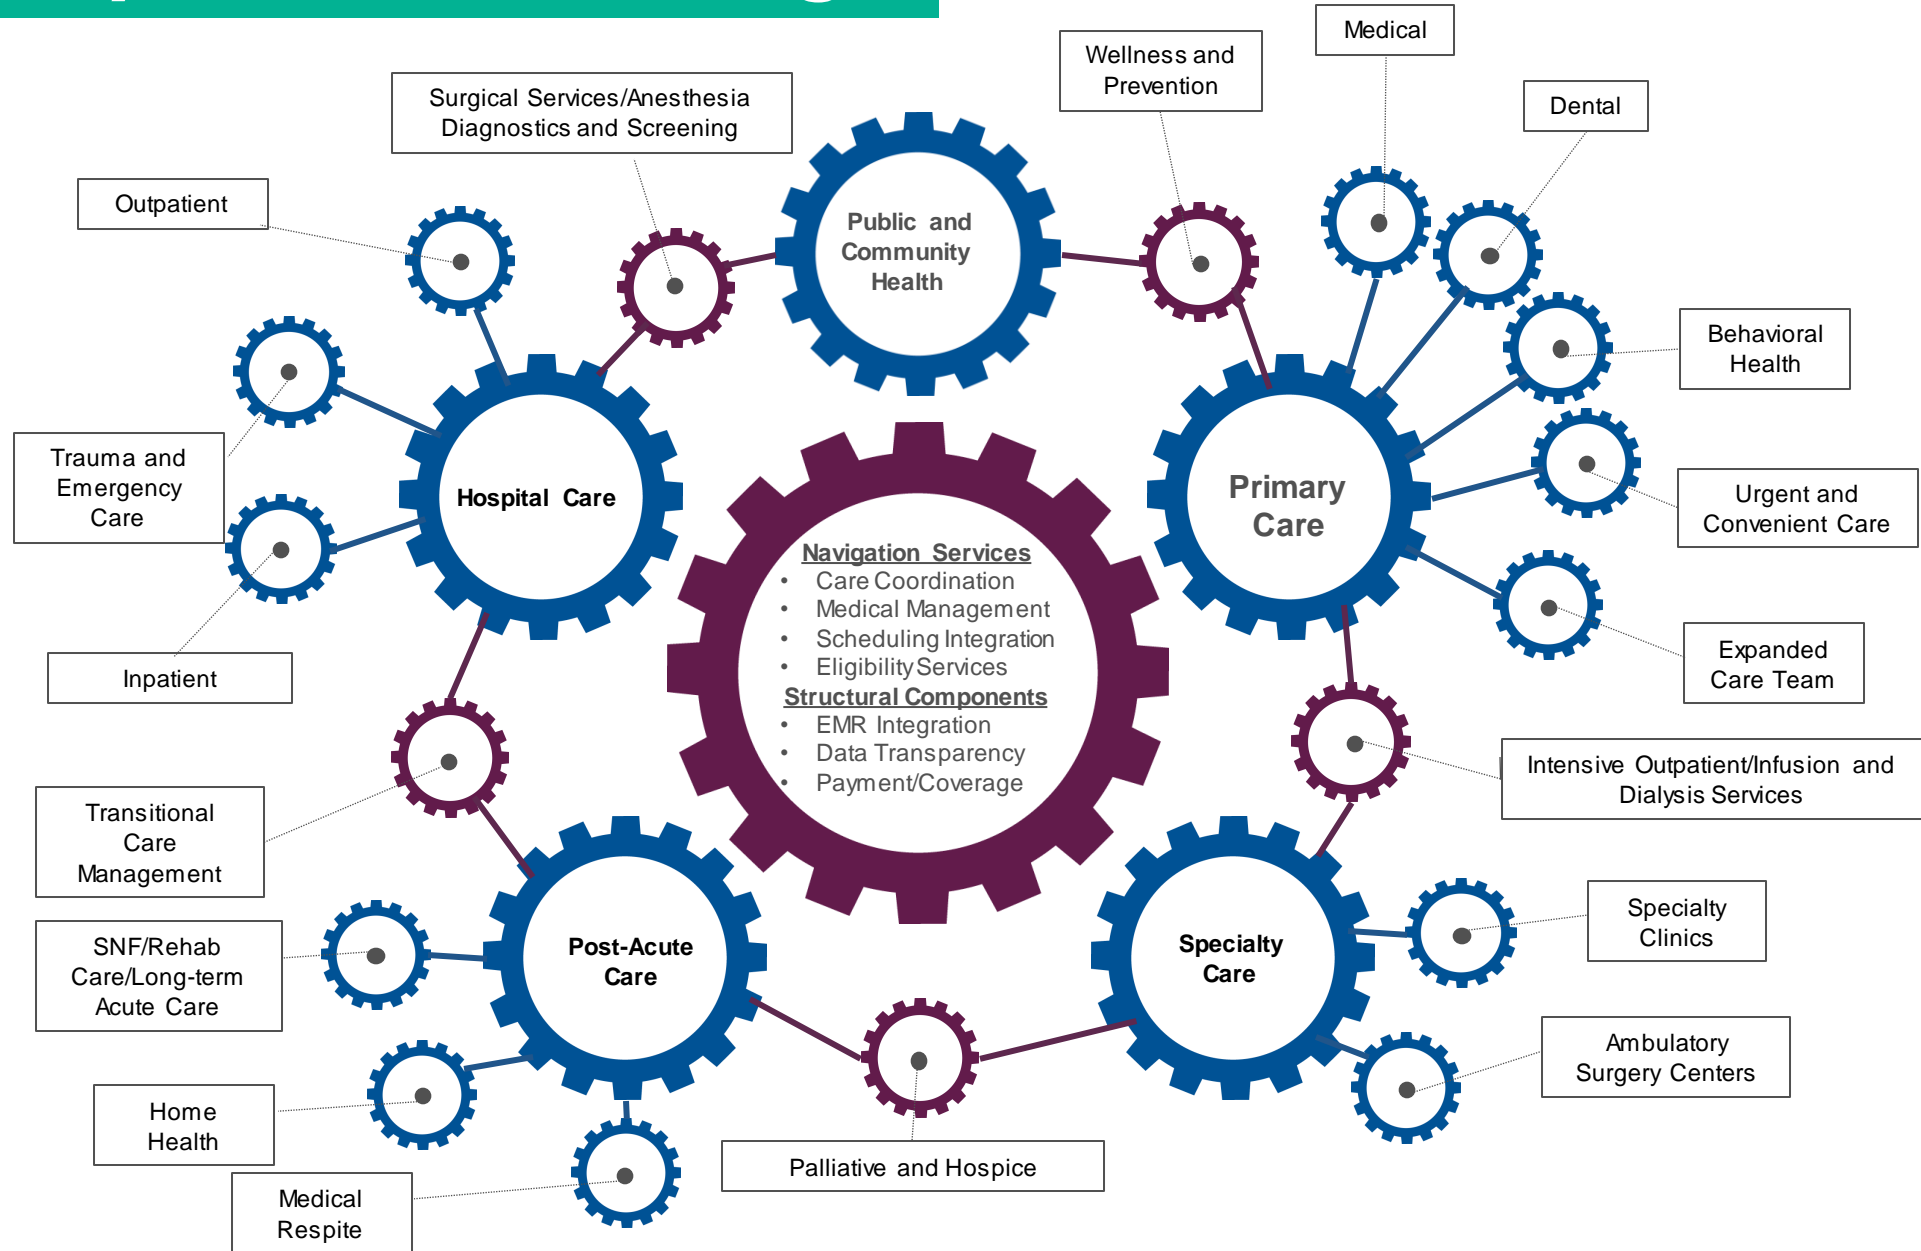 Medical
Wellness and
Prevention
Surgical Services/Anesthesia
Diagnostics and Screening
Dental
Outpatient
Public and
Community
Health
Behavioral
Health
Trauma and
Emergency
Care
Hospital Care
Primary
Care
Urgent and
Convenient Care
Navigation Services
• Care Coordination
• Medical Management
• Scheduling Integration
• Eligibility Services
Structural Components
• EMR Integration
• Data Transparency
• Payment/Coverage
Inpatient
Expanded
Care Team
Intensive Outpatient/Infusion and
Dialysis Services
Transitional
Care
Management
SNF/Rehab
Care/Long-term
Acute Care
Post-Acute
Care
Specialty
Care
Specialty
Clinics
Ambulatory
Surgery Centers
Home
Health
Palliative and Hospice
Medical
Respite